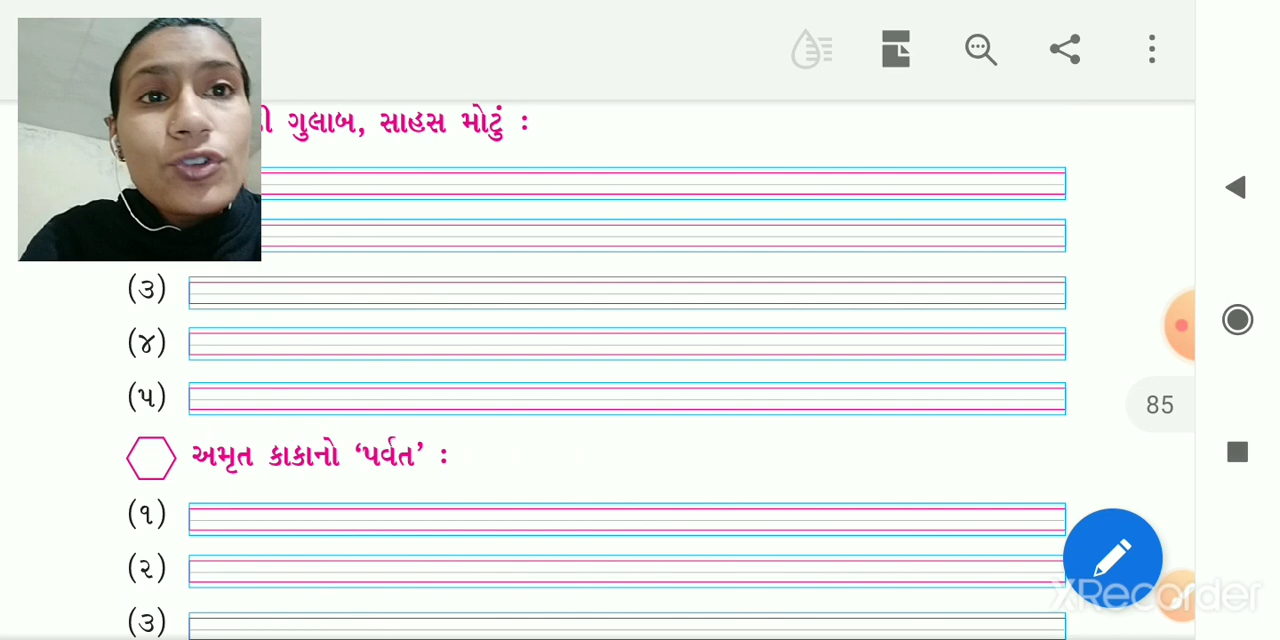 ગુલાબ, સાહસ મોટું :
(૩)
(૪)
(૫)
85
અમૃત કાકાનો ‘પર્વત’ :
(૧)
(૨)
(૩)
XRecorder